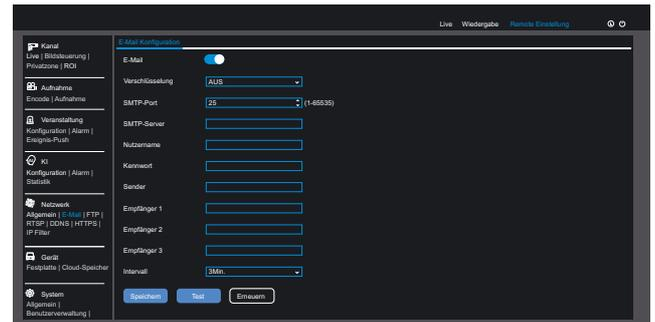 Live Wiedergabe Remote Einstellung
Kanal
Live | Bildsteuerung |
Privatzone | ROI
Aufnahme
Encode | Aufnahme
Veranstaltung
Konfiguration | Alarm |
Ereignis-Push
KI
Konfiguration | Alarm |
Statistik
Netzwerk
Allgemein | E-Mail | FTP |
RTSP | DDNS | HTTPS |
IP Filter
Gerät
Festplatte | Cloud-Speicher
System
Allgemein |
Benutzerverwaltung |
E-Mail Konfiguration
E-Mail
Verschlüsselung AUS
SMTP-Port 25 (1-65535)
SMTP-Server
Nutzername
Kennwort
Sender
Empfänger 1
Empfänger 2
Empfänger 3
Intervall 3Min.
Speichern Test Erneuern